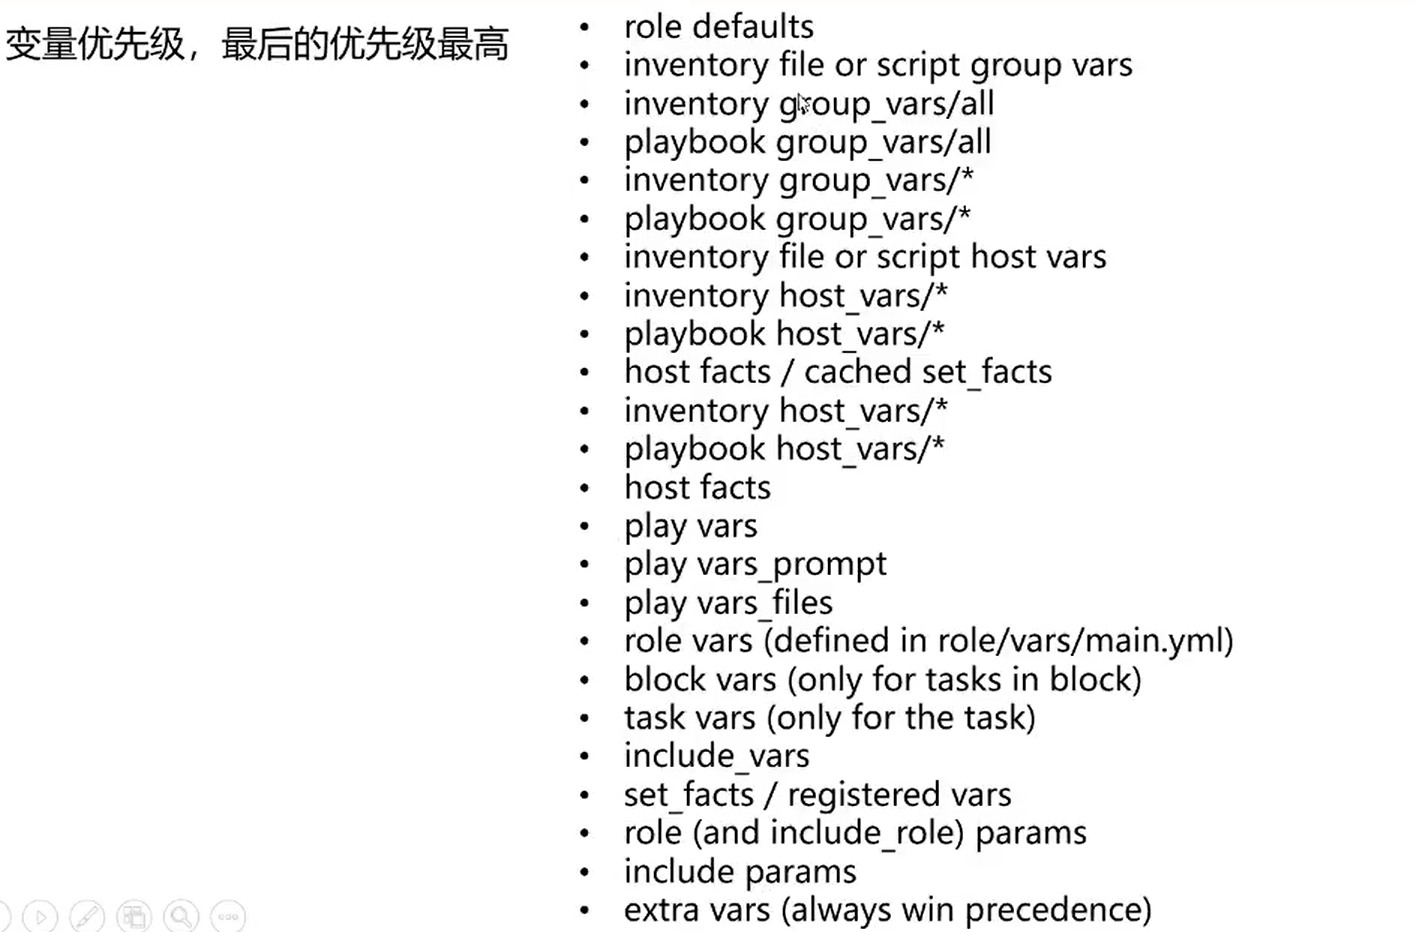 变量优先级，最后的优先级最高
• role defaults
• inventory file or script group vars
• inventory group_vars/all
• playbook group_vars/all
• inventory group_vars/*
• playbook group_vars/*
• inventory file or script host vars
• inventory host_vars/*
• playbook host_vars/*
• host facts / cached set_facts
• inventory host_vars/*
• playbook host_vars/*
• host facts
• play vars
• play vars_prompt
• play vars_files
• role vars (defined in role/vars/main.yml)
• block vars (only for tasks in block)
• task vars (only for the task)
• include_vars
• set_facts / registered vars
• role (and include_role) params
• include params
• extra vars (always win precedence)